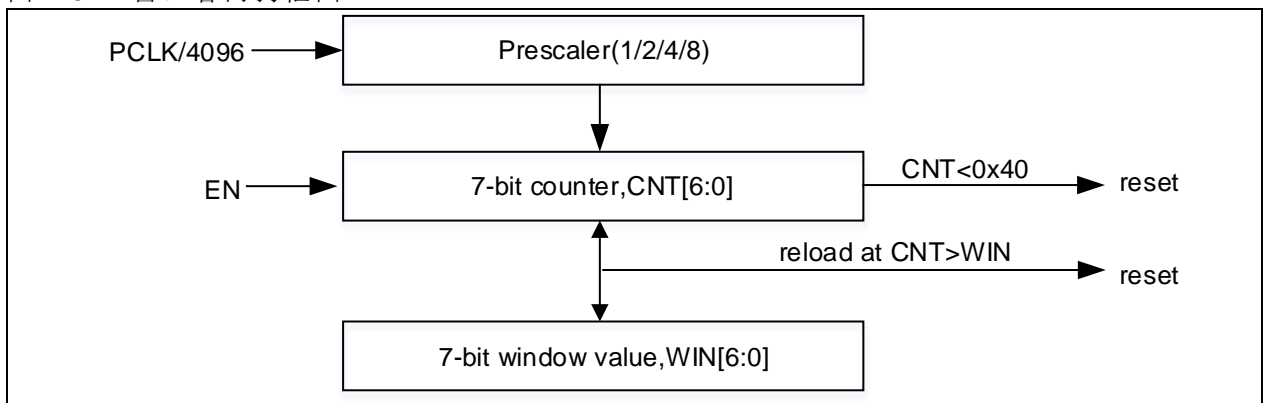 PCLK/4096
Prescaler(1/2/4/8)
EN
7-bit counter,CNT[6:0]
CNT<0x40
reset
reload at CNT>WIN
reset
7-bit window value,WIN[6:0]